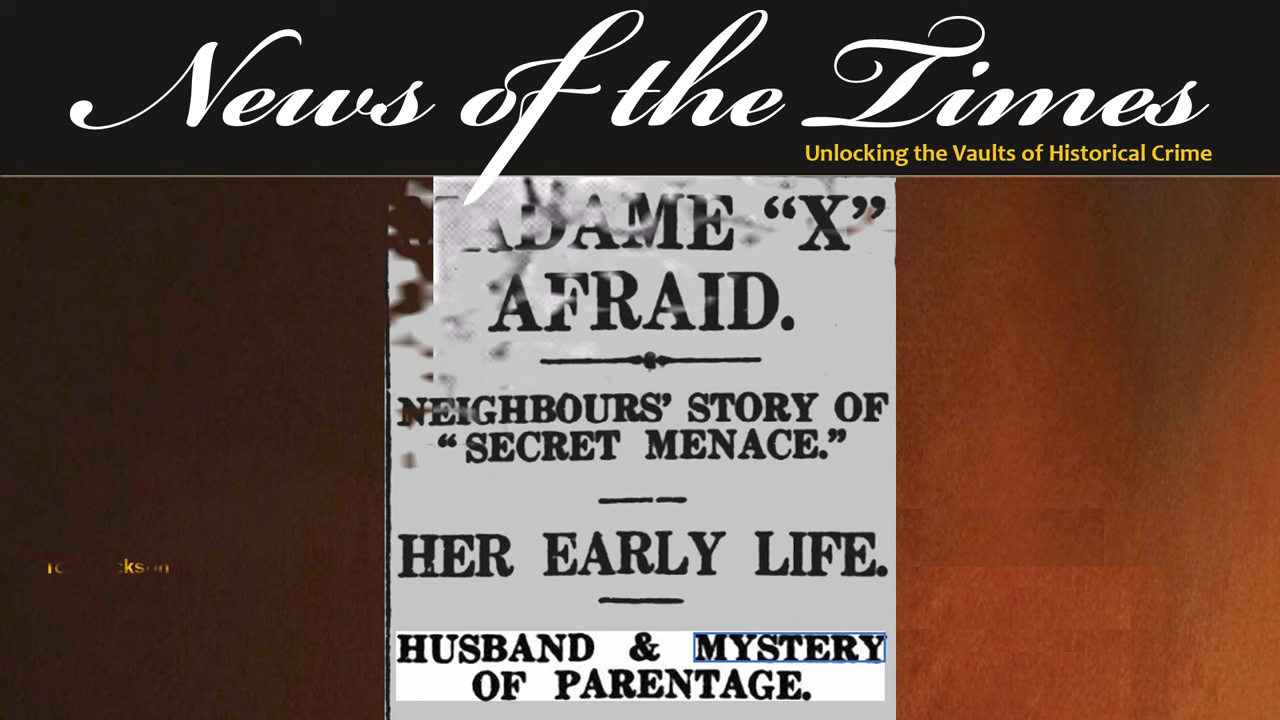 News of the Times
Unlocking the Vaults of Historical Crime
MADAME “X”
AFRAID.
NEIGHBOURS’ STORY OF
“SECRET MENACE.”
HER EARLY LIFE.
HUSBAND & MYSTERY
OF PARENTAGE.